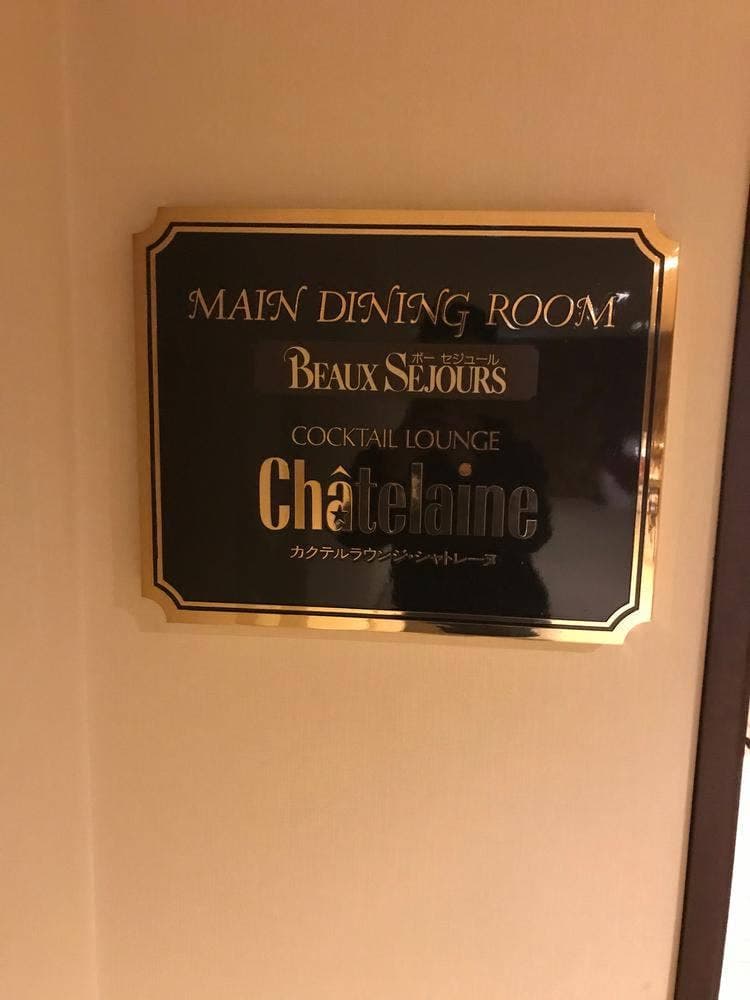 MAIN DINING ROOM
ボー セジュール
BEAUX SÉJOURS
COCKTAIL LOUNGE
Châtelaine
カクテルラウンジ・シャトレーヌ